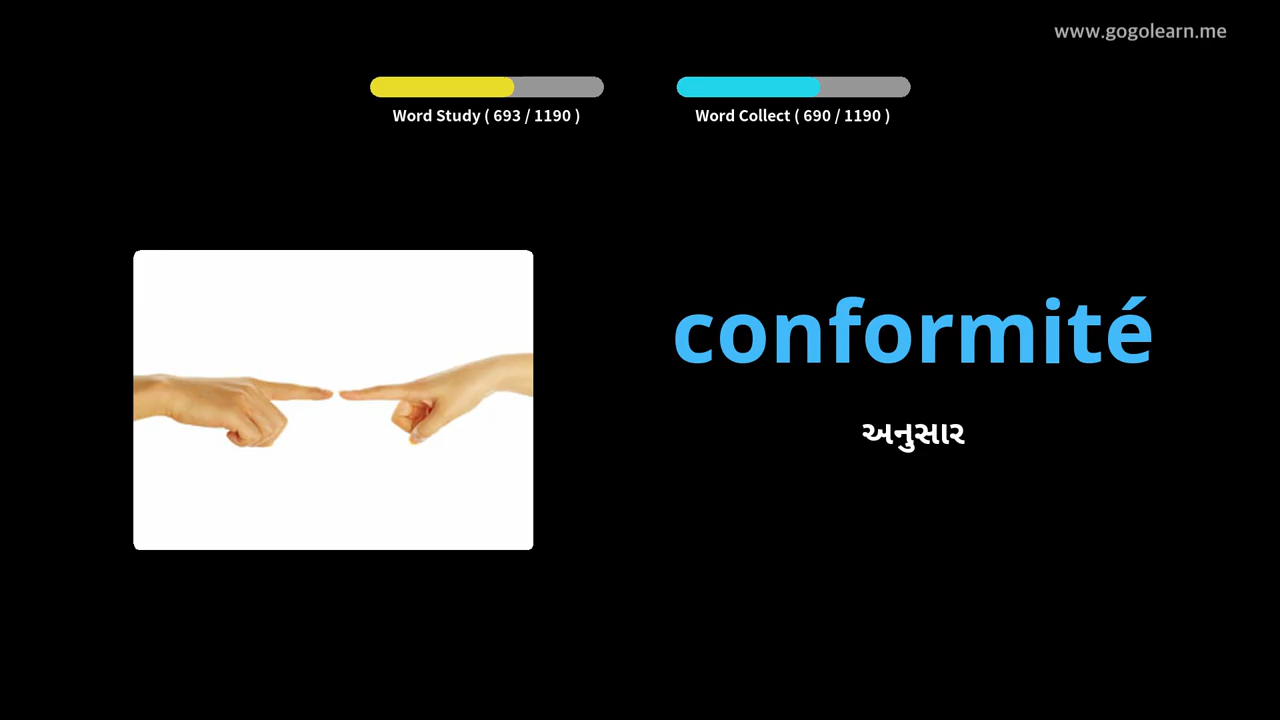 www.gogolearn.me
Word Study ( 693 / 1190 )
Word Collect ( 690 / 1190 )
conformité
અનુસાર